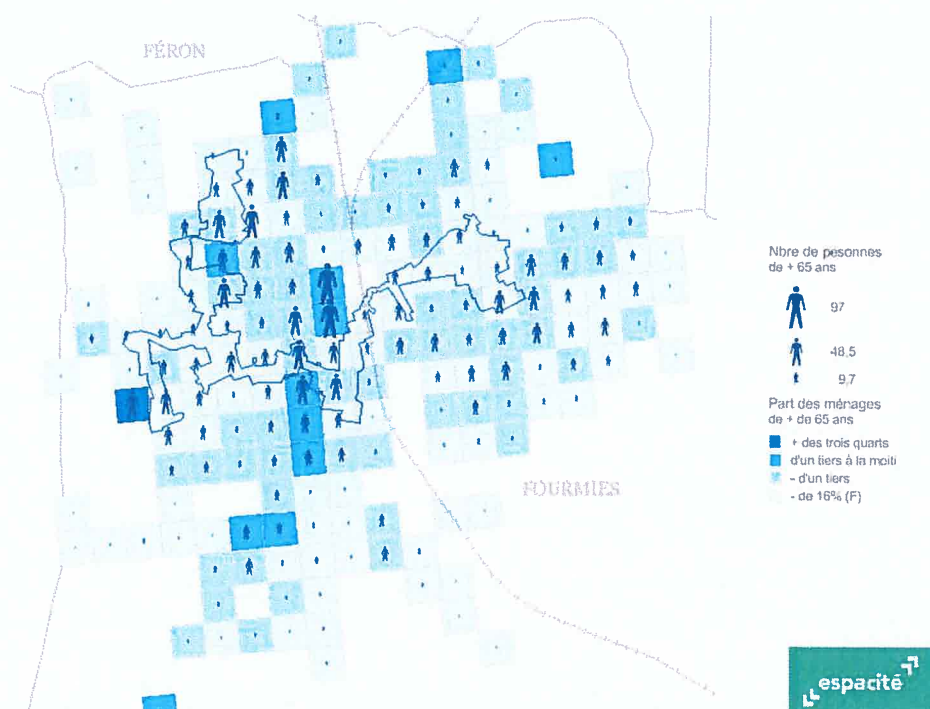 FÉRON
FOURMIES
Nbre de pesonnes
de + 65 ans
97
48,5
9,7
Part des ménages
de + de 65 ans
+ des trois quarts
d'un tiers à la moiti
- d'un tiers
- de 16% (F)
espacité